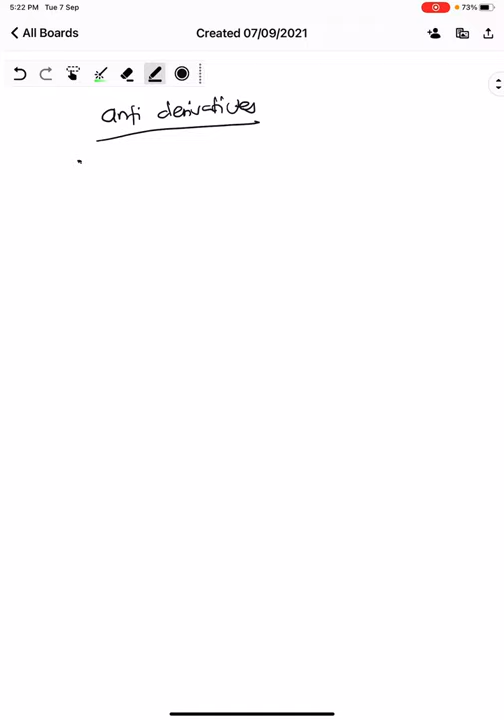 5:22 PM Tue 7 Sep 73%
All Boards Created 07/09/2021
anti derivatives